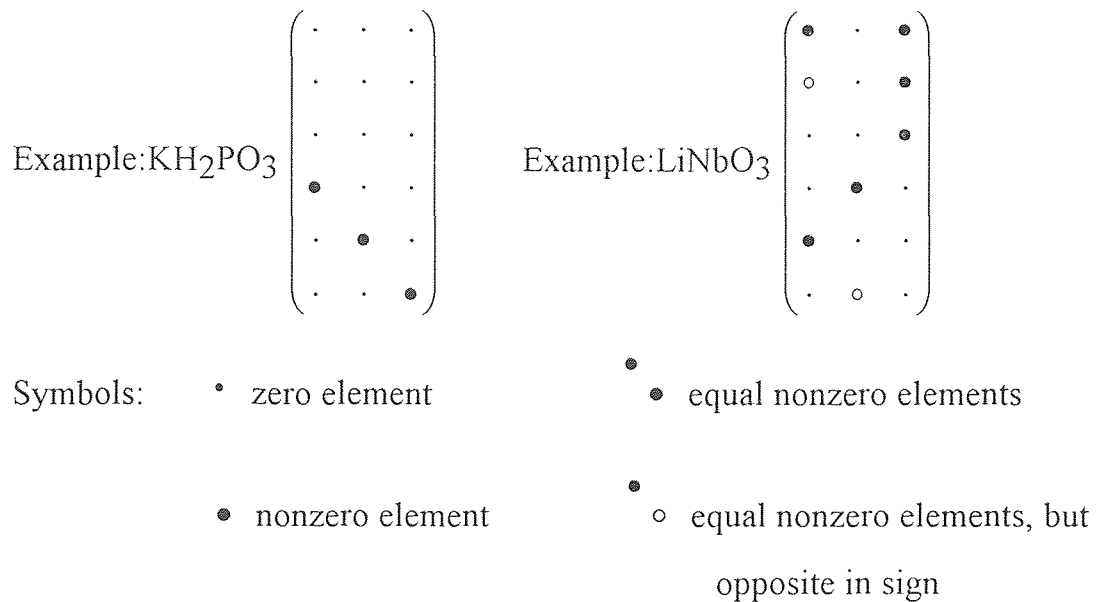 Example:KH2PO3 Example:LiNbO3
Symbols: zero element equal nonzero elements
nonzero element equal nonzero elements, but
opposite in sign